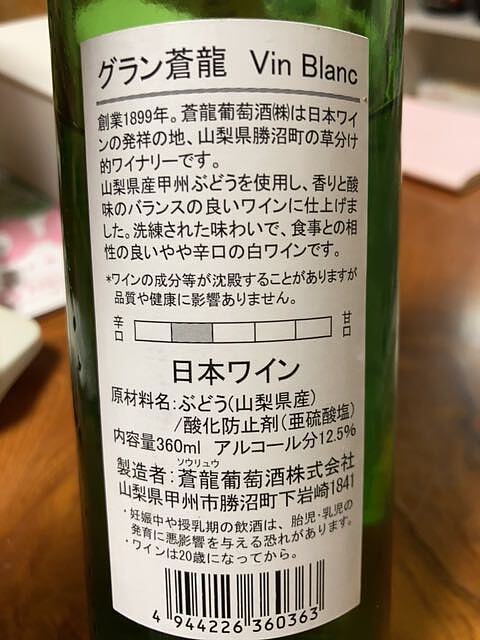 グラン蒼龍 Vin Blanc
創業1899年。蒼龍葡萄酒㈱は日本ワイ
ンの発祥の地、山梨県勝沼町の草分け
的ワイナリーです。
山梨県産甲州ぶどうを使用し、香りと酸
味のバランスの良いワインに仕上げま
した。洗練された味わいで、食事との相
性の良いやや辛口の白ワインです。
*ワインの成分等が沈殿することがありますが
品質や健康に影響ありません。
辛口 甘口
日本ワイン
原材料名:ぶどう(山梨県産)
/酸化防止剤(亜硫酸塩)
内容量360ml アルコール分12.5%
ソウリュウ
製造者:蒼龍葡萄酒株式会社
山梨県甲州市勝沼町下岩崎1841
・妊娠中や授乳期の飲酒は、胎児・乳児の
発育に悪影響を与える恐れがあります。
・ワインは20歳になってから。
4 944226 360363